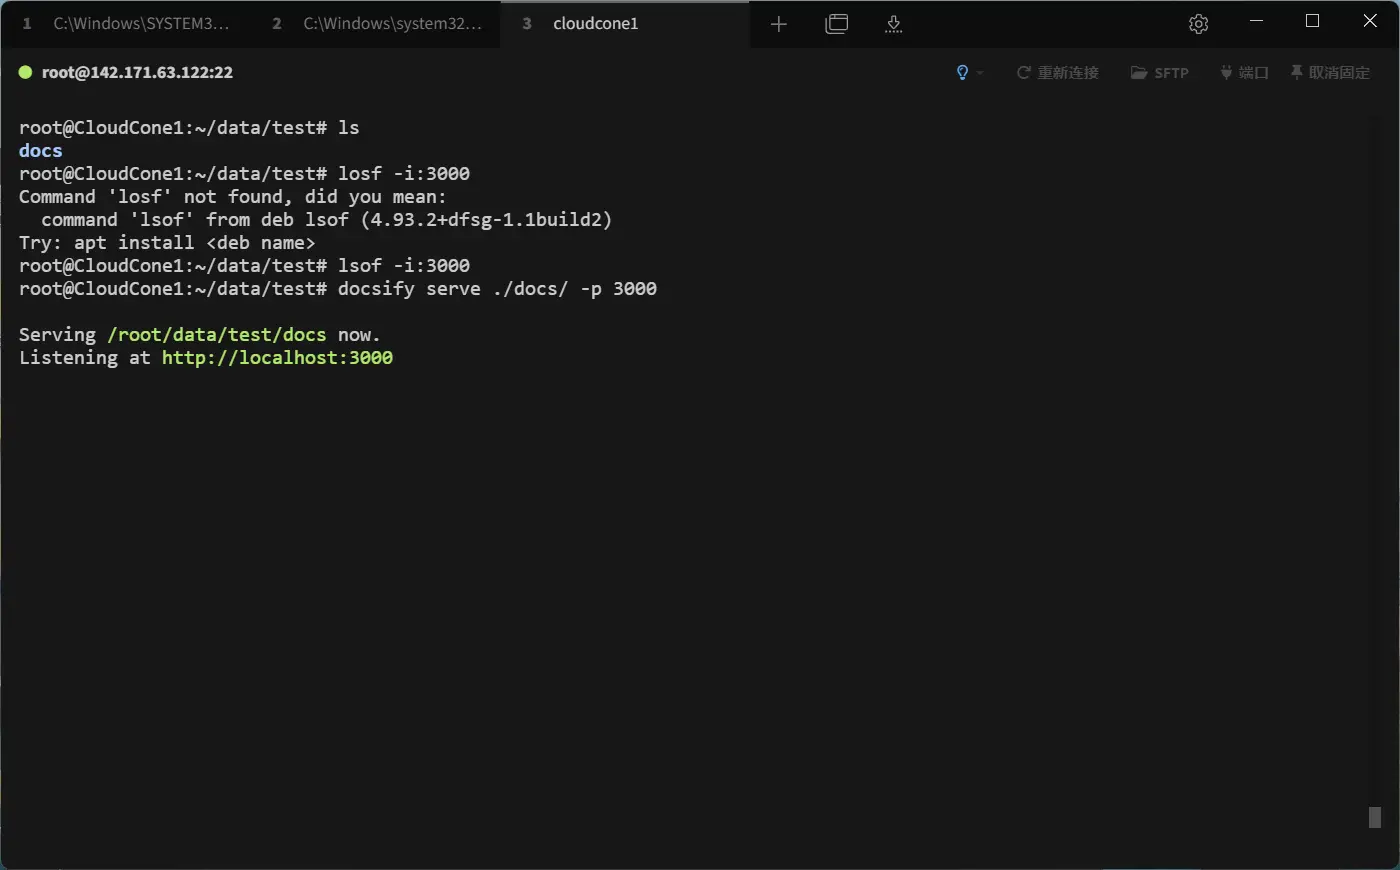 1 C:\Windows\SYSTEM3... 2 C:\Windows\system32... 3 cloudcone1
root@142.171.63.122:22 重新连接 SFTP 端口 取消固定
root@CloudCone1:~/data/test# ls
docs
root@CloudCone1:~/data/test# losf -i:3000
Command 'losf' not found, did you mean:
  command 'lsof' from deb lsof (4.93.2+dfsg-1.1build2)
Try: apt install <deb name>
root@CloudCone1:~/data/test# lsof -i:3000
root@CloudCone1:~/data/test# docsify serve ./docs/ -p 3000
Serving /root/data/test/docs now.
Listening at http://localhost:3000